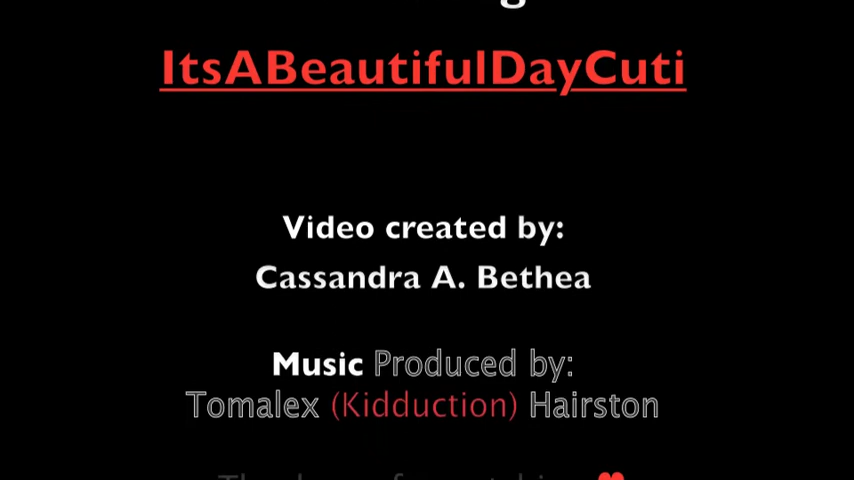 ItsABeautifulDayCuti
Video created by:
Cassandra A. Bethea
Music Produced by:
Tomalex (Kidduction) Hairston